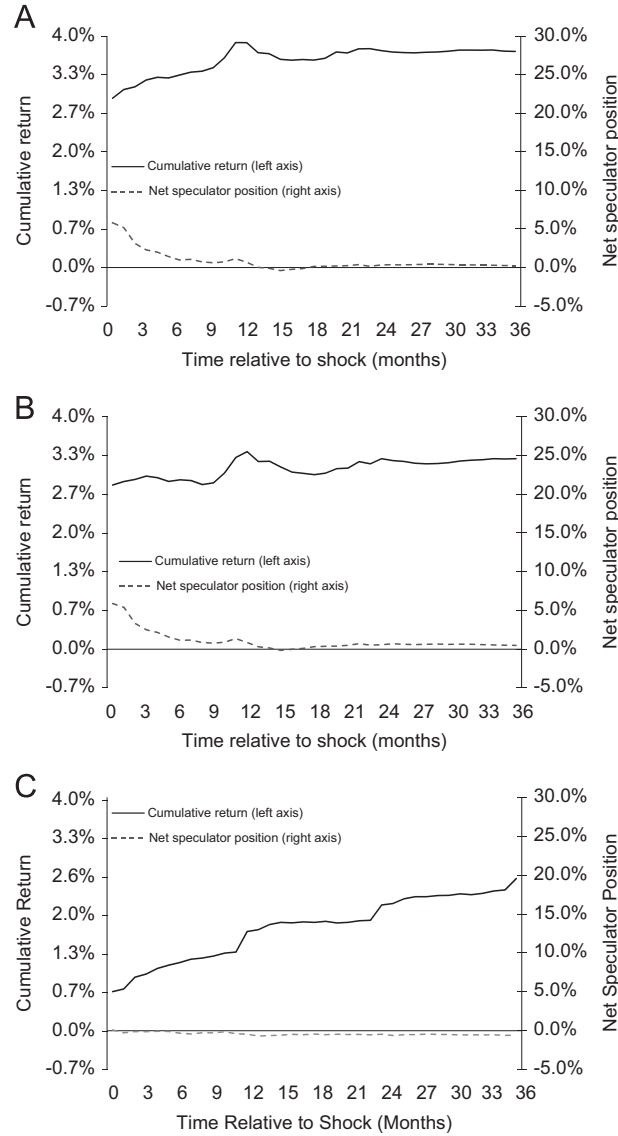 A
4.0% 30.0%
3.3% 25.0%
2.7% 20.0%
2.0% 15.0%
1.3% 10.0%
0.7% 5.0%
0.0% 0.0%
-0.7% -5.0%
Cumulative return
Net speculator position
Cumulative return (left axis)
Net speculator position (right axis)
0 3 6 9 12 15 18 21 24 27 30 33 36
Time relative to shock (months)
B
4.0% 30.0%
3.3% 25.0%
2.7% 20.0%
2.0% 15.0%
1.3% 10.0%
0.7% 5.0%
0.0% 0.0%
-0.7% -5.0%
Cumulative return
Net speculator position
Cumulative return (left axis)
Net speculator position (right axis)
0 3 6 9 12 15 18 21 24 27 30 33 36
Time relative to shock (months)
C
4.0% 30.0%
3.3% 25.0%
2.6% 20.0%
2.0% 15.0%
1.3% 10.0%
0.7% 5.0%
0.0% 0.0%
-0.7% -5.0%
Cumulative Return
Net Speculator Position
Cumulative return (left axis)
Net speculator position (right axis)
0 3 6 9 12 15 18 21 24 27 30 33 36
Time Relative to Shock (Months)